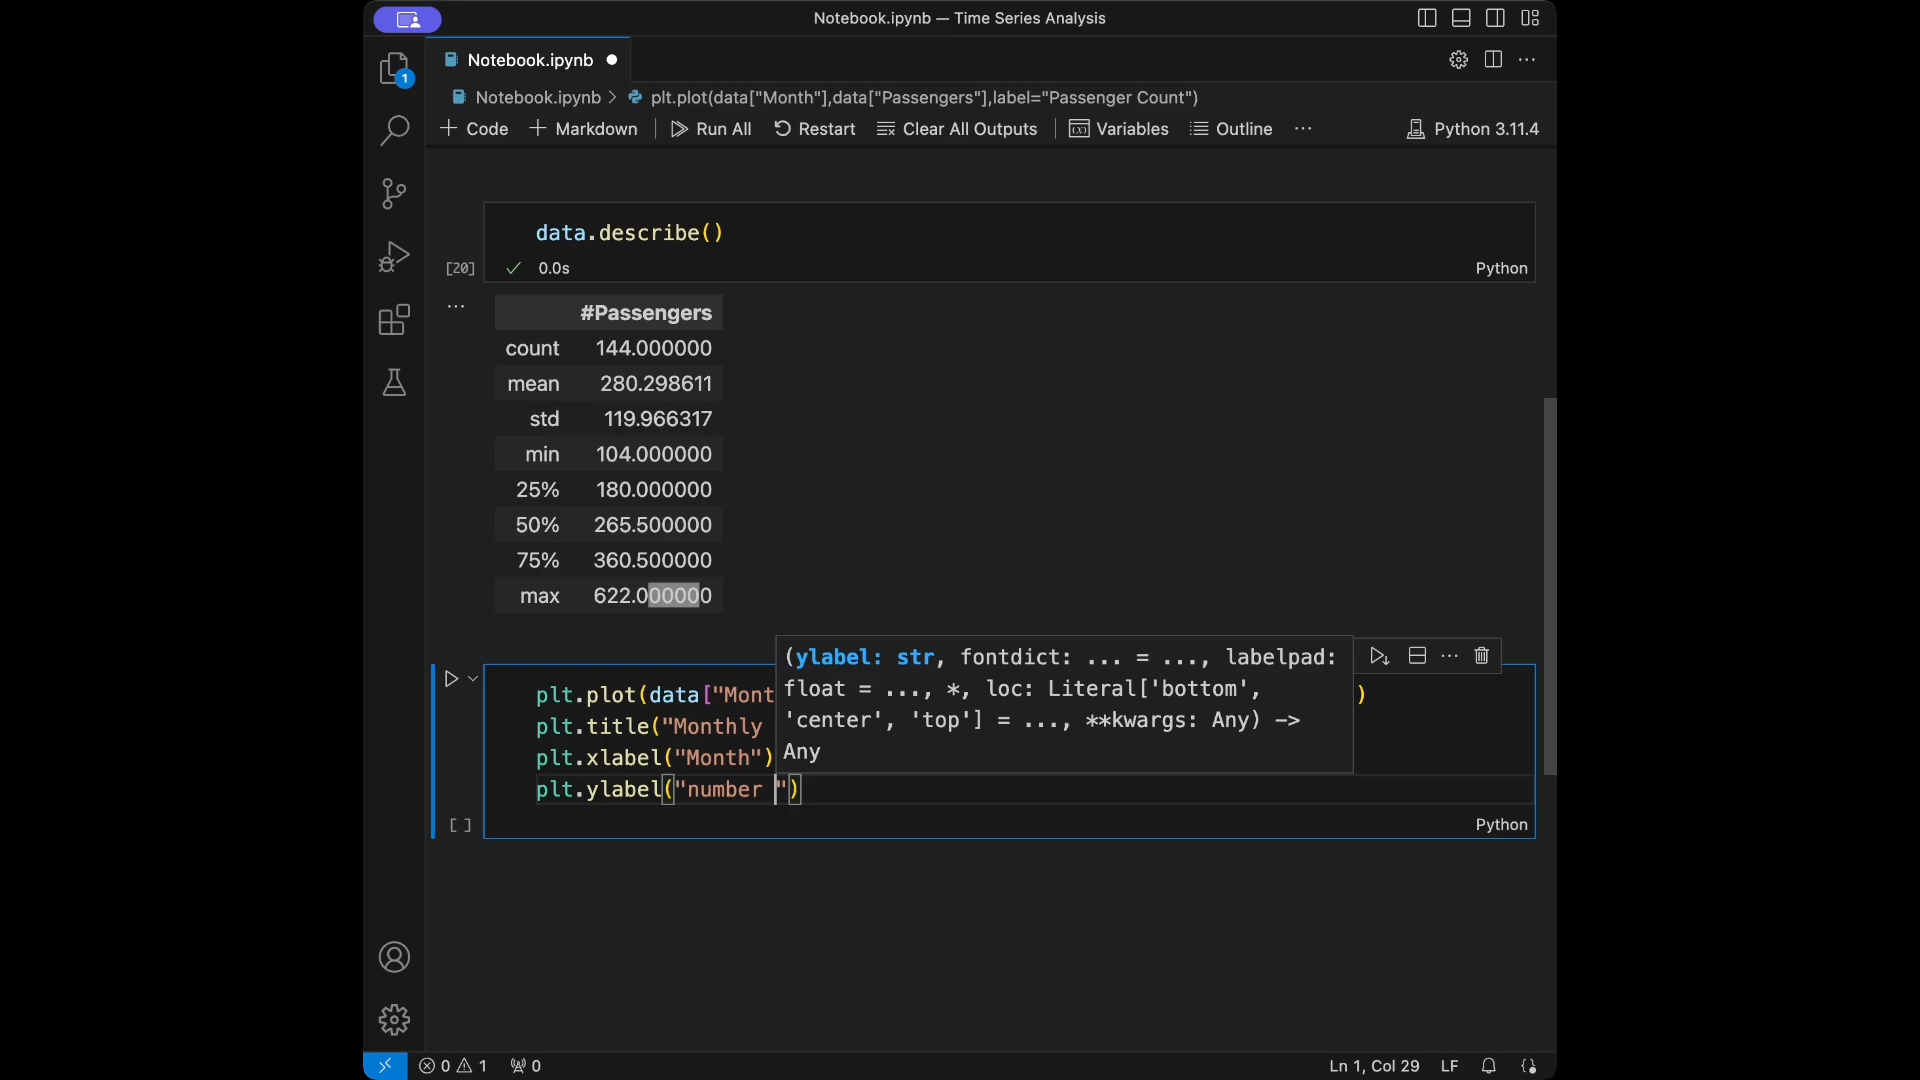 Notebook.ipynb — Time Series Analysis
Notebook.ipynb
1
Notebook.ipynb > plt.plot(data["Month"],data["Passengers"],label="Passenger Count")
+ Code + Markdown Run All Restart Clear All Outputs Variables Outline ··· Python 3.11.4
data.describe()
[20] 0.0s Python
#Passengers
count 144.000000
mean 280.298611
std 119.966317
min 104.000000
25% 180.000000
50% 265.500000
75% 360.500000
max 622.000000
(ylabel: str, fontdict: ... = ..., labelpad:
float = ..., *, loc: Literal['bottom',
'center', 'top'] = ..., **kwargs: Any) ->
Any
plt.plot(data["Mont )
plt.title("Monthly
plt.xlabel("Month")
plt.ylabel("number ")
[ ] Python
0 1 0 Ln 1, Col 29 LF